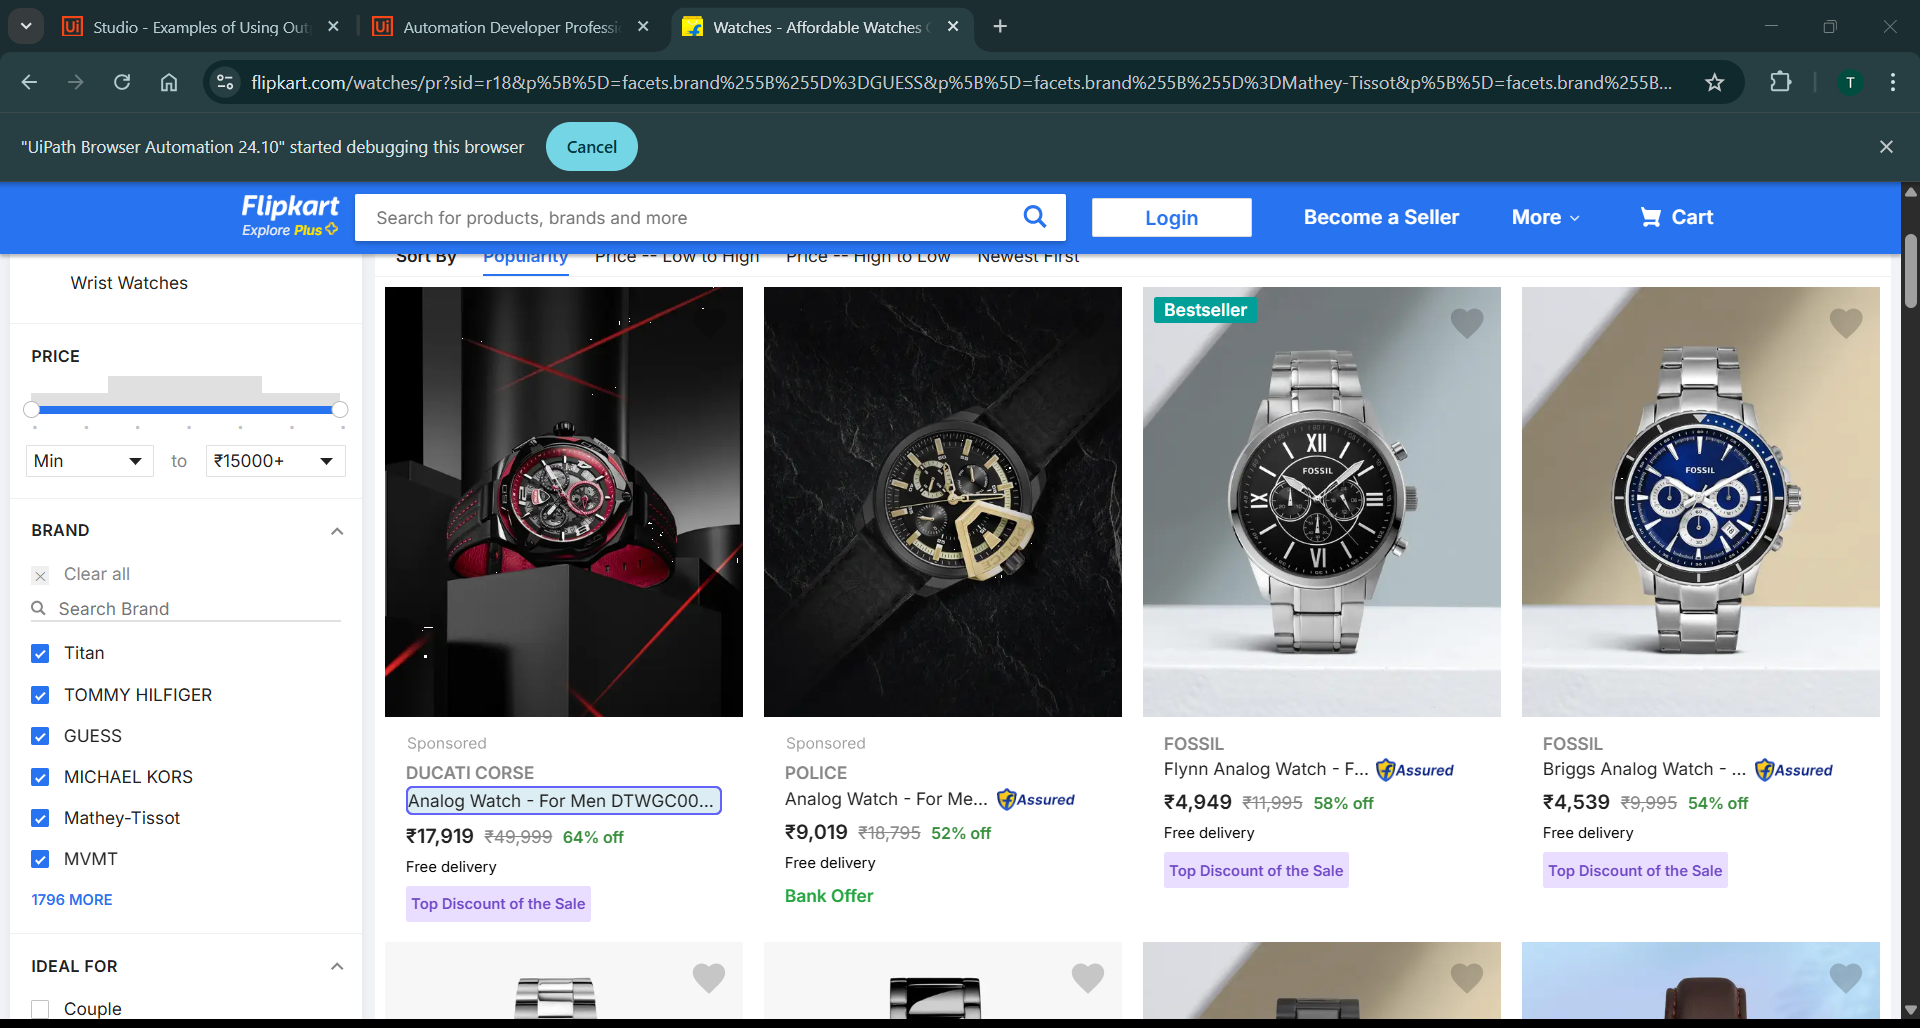 Studio - Examples of Using Out
Automation Developer Professi
Watches - Affordable Watches
flipkart.com/watches/pr?sid=r18&p%5B%5D=facets.brand%255B%255D%3DGUESS&p%5B%5D=facets.brand%255B%255D%3DMathey-Tissot&p%5B%5D=facets.brand%255B...
T
"UiPath Browser Automation 24.10" started debugging this browser
Cancel
Flipkart
Explore Plus
Search for products, brands and more
Login
Become a Seller
More
Cart
Sort By
Popularity
Price -- Low to High
Price -- High to Low
Newest First
Wrist Watches
PRICE
Min
to
₹15000+
BRAND
Clear all
Search Brand
Titan
TOMMY HILFIGER
GUESS
MICHAEL KORS
Mathey-Tissot
MVMT
1796 MORE
IDEAL FOR
Couple
Sponsored
DUCATI CORSE
Analog Watch - For Men DTWGC00...
₹17,919 ₹49,999 64% off
Free delivery
Top Discount of the Sale
Sponsored
POLICE
Analog Watch - For Me... Assured
₹9,019 ₹18,795 52% off
Free delivery
Bank Offer
Bestseller
XII
FOSSIL
VI
FOSSIL
Flynn Analog Watch - F... Assured
₹4,949 ₹11,995 58% off
Free delivery
Top Discount of the Sale
FOSSIL
FOSSIL
Briggs Analog Watch - ... Assured
₹4,539 ₹9,995 54% off
Free delivery
Top Discount of the Sale